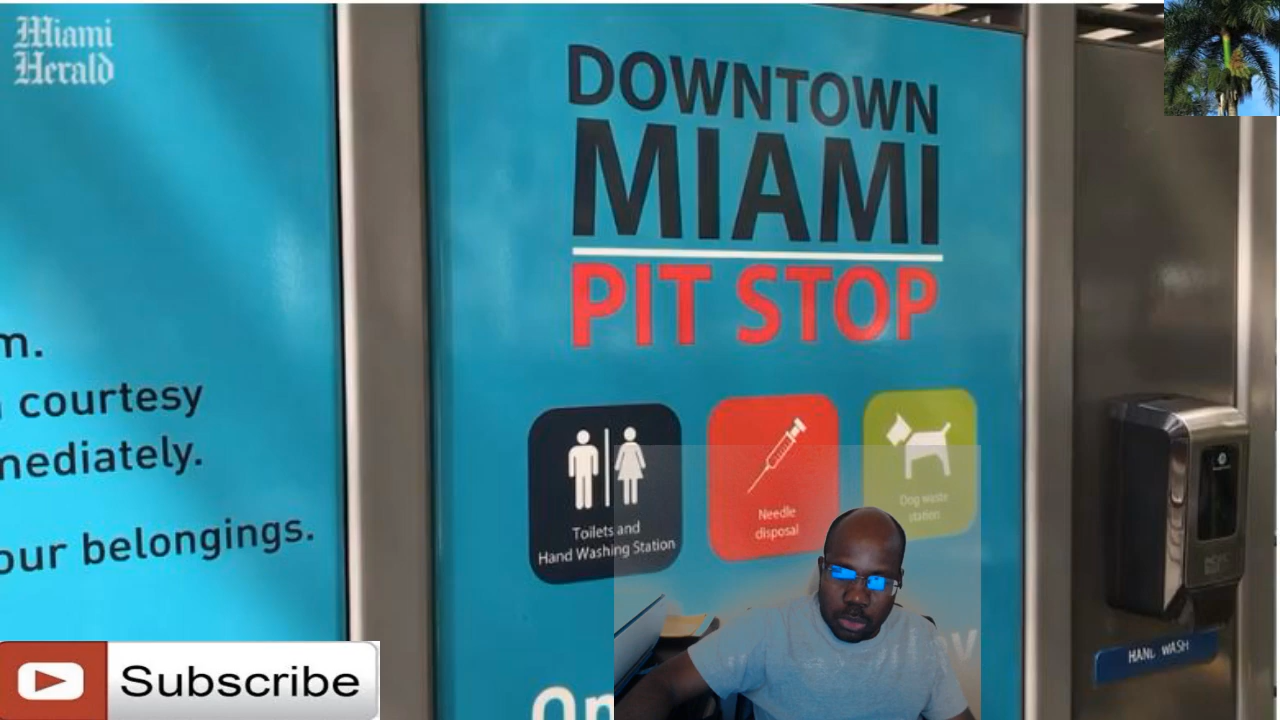 Miami
Herald
m.
courtesy
mediately.
our belongings.
DOWNTOWN
MIAMI
PIT STOP
Toilets and
Hand Washing Station
Needle
disposal
Dog waste
station
HAND WASH
Subscribe